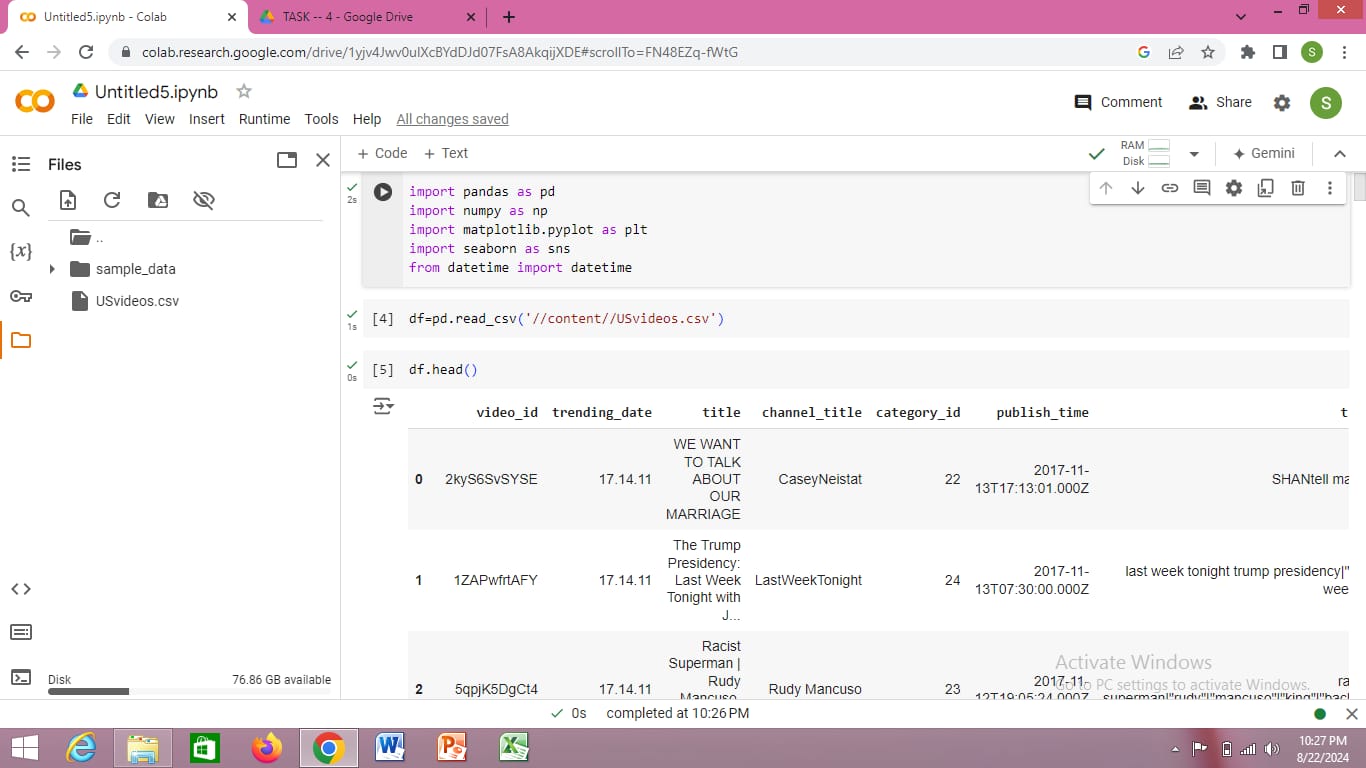 Untitled5.ipynb - Colab
TASK -- 4 - Google Drive
colab.research.google.com/drive/1yjv4Jwv0uIXcBYdDJd07FsA8AkqijXDE#scrollTo=FN48EZq-fWtG
S
Untitled5.ipynb
Comment
Share
S
File Edit View Insert Runtime Tools Help All changes saved
Files
+ Code + Text
RAM
Disk
Gemini
..
sample_data
USvideos.csv
{x}
2s
import pandas as pd
import numpy as np
import matplotlib.pyplot as plt
import seaborn as sns
from datetime import datetime
1s
[4] df=pd.read_csv('//content//USvideos.csv')
0s
[5] df.head()
video_id trending_date title channel_title category_id publish_time t
0 2kyS6SvSYSE 17.14.11 WE WANT
TO TALK
ABOUT
OUR
MARRIAGE
CaseyNeistat 22 2017-11-
13T17:13:01.000Z
SHANtell ma
1 1ZAPwfrtAFY 17.14.11 The Trump
Presidency:
Last Week
Tonight with
J...
LastWeekTonight 24 2017-11-
13T07:30:00.000Z
last week tonight trump presidency|"
wee
2 5qpjK5DgCt4 17.14.11 Racist
Superman |
Rudy
Mancuso,
Rudy Mancuso 23 2017-11-
12T19:05:24.000Z
ra
superman|"rudy"|"mancuso"|"king"|"bach
Activate Windows
Go to PC settings to activate Windows.
Disk 76.86 GB available
0s completed at 10:26 PM
10:27 PM
8/22/2024